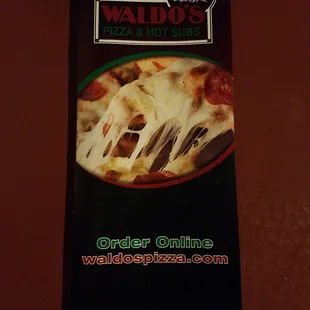 WALDO'S
PIZZA & HOT SUBS
Order Online
waldospizza.com